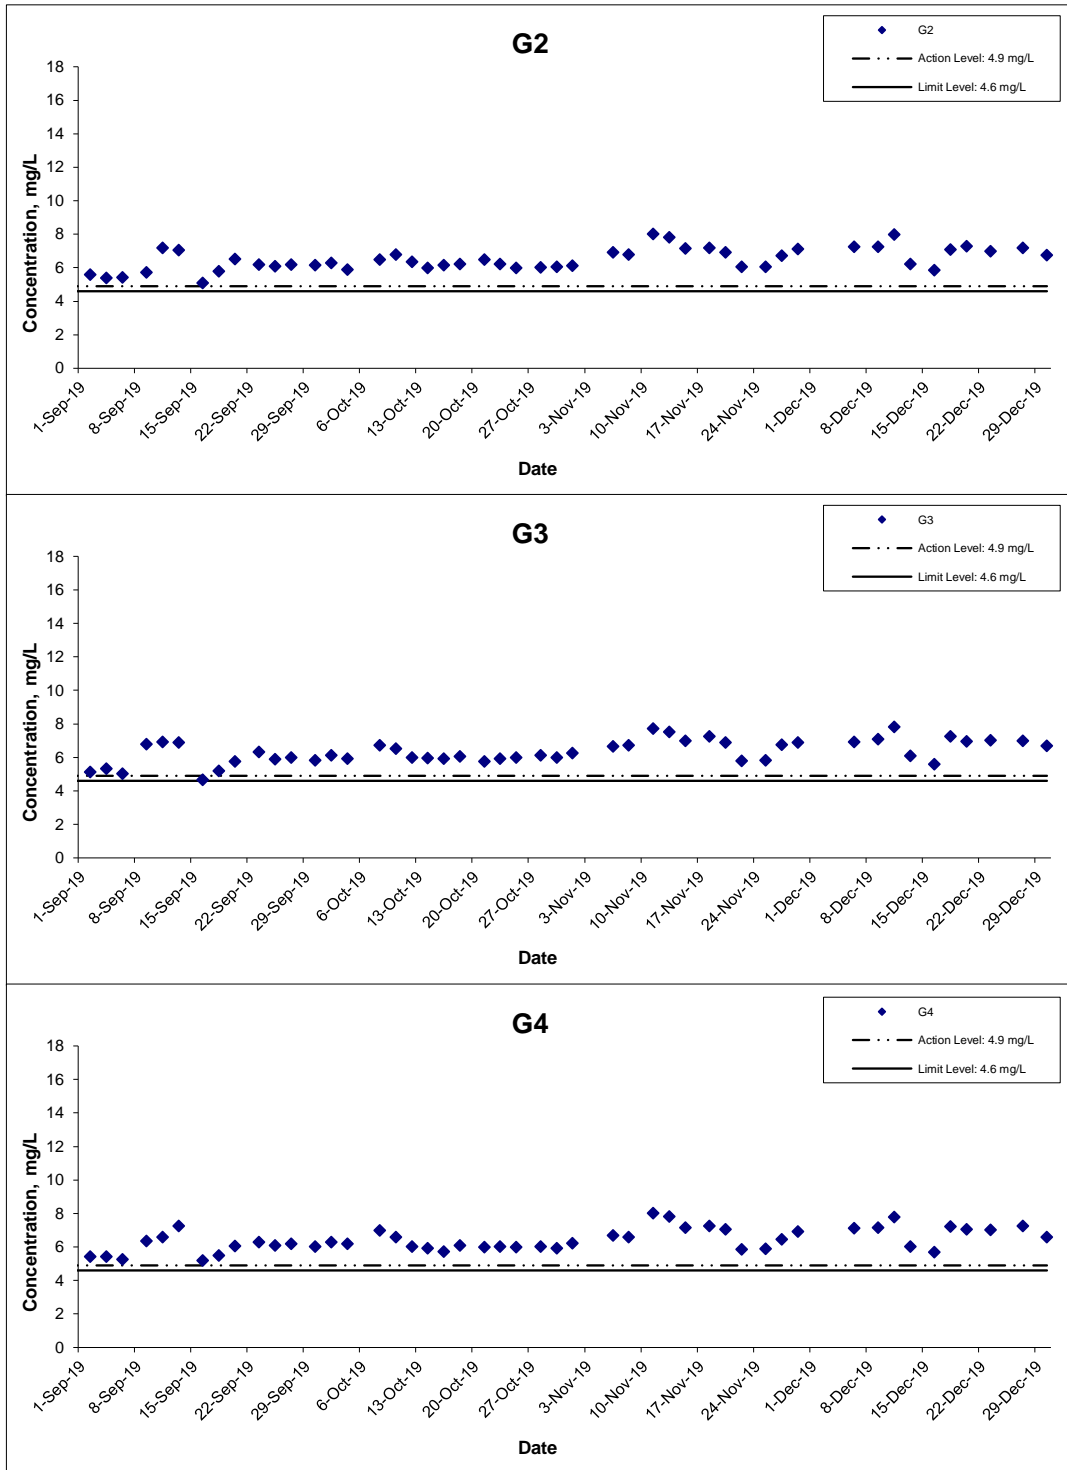 G2
G2
Action Level: 4.9 mg/L
Limit Level: 4.6 mg/L
Concentration, mg/L
18
16
14
12
10
8
6
4
2
0
1-Sep-19
8-Sep-19
15-Sep-19
22-Sep-19
29-Sep-19
6-Oct-19
13-Oct-19
20-Oct-19
27-Oct-19
3-Nov-19
10-Nov-19
17-Nov-19
24-Nov-19
1-Dec-19
8-Dec-19
15-Dec-19
22-Dec-19
29-Dec-19
Date
G3
G3
Action Level: 4.9 mg/L
Limit Level: 4.6 mg/L
Concentration, mg/L
18
16
14
12
10
8
6
4
2
0
1-Sep-19
8-Sep-19
15-Sep-19
22-Sep-19
29-Sep-19
6-Oct-19
13-Oct-19
20-Oct-19
27-Oct-19
3-Nov-19
10-Nov-19
17-Nov-19
24-Nov-19
1-Dec-19
8-Dec-19
15-Dec-19
22-Dec-19
29-Dec-19
Date
G4
G4
Action Level: 4.9 mg/L
Limit Level: 4.6 mg/L
Concentration, mg/L
18
16
14
12
10
8
6
4
2
0
1-Sep-19
8-Sep-19
15-Sep-19
22-Sep-19
29-Sep-19
6-Oct-19
13-Oct-19
20-Oct-19
27-Oct-19
3-Nov-19
10-Nov-19
17-Nov-19
24-Nov-19
1-Dec-19
8-Dec-19
15-Dec-19
22-Dec-19
29-Dec-19
Date